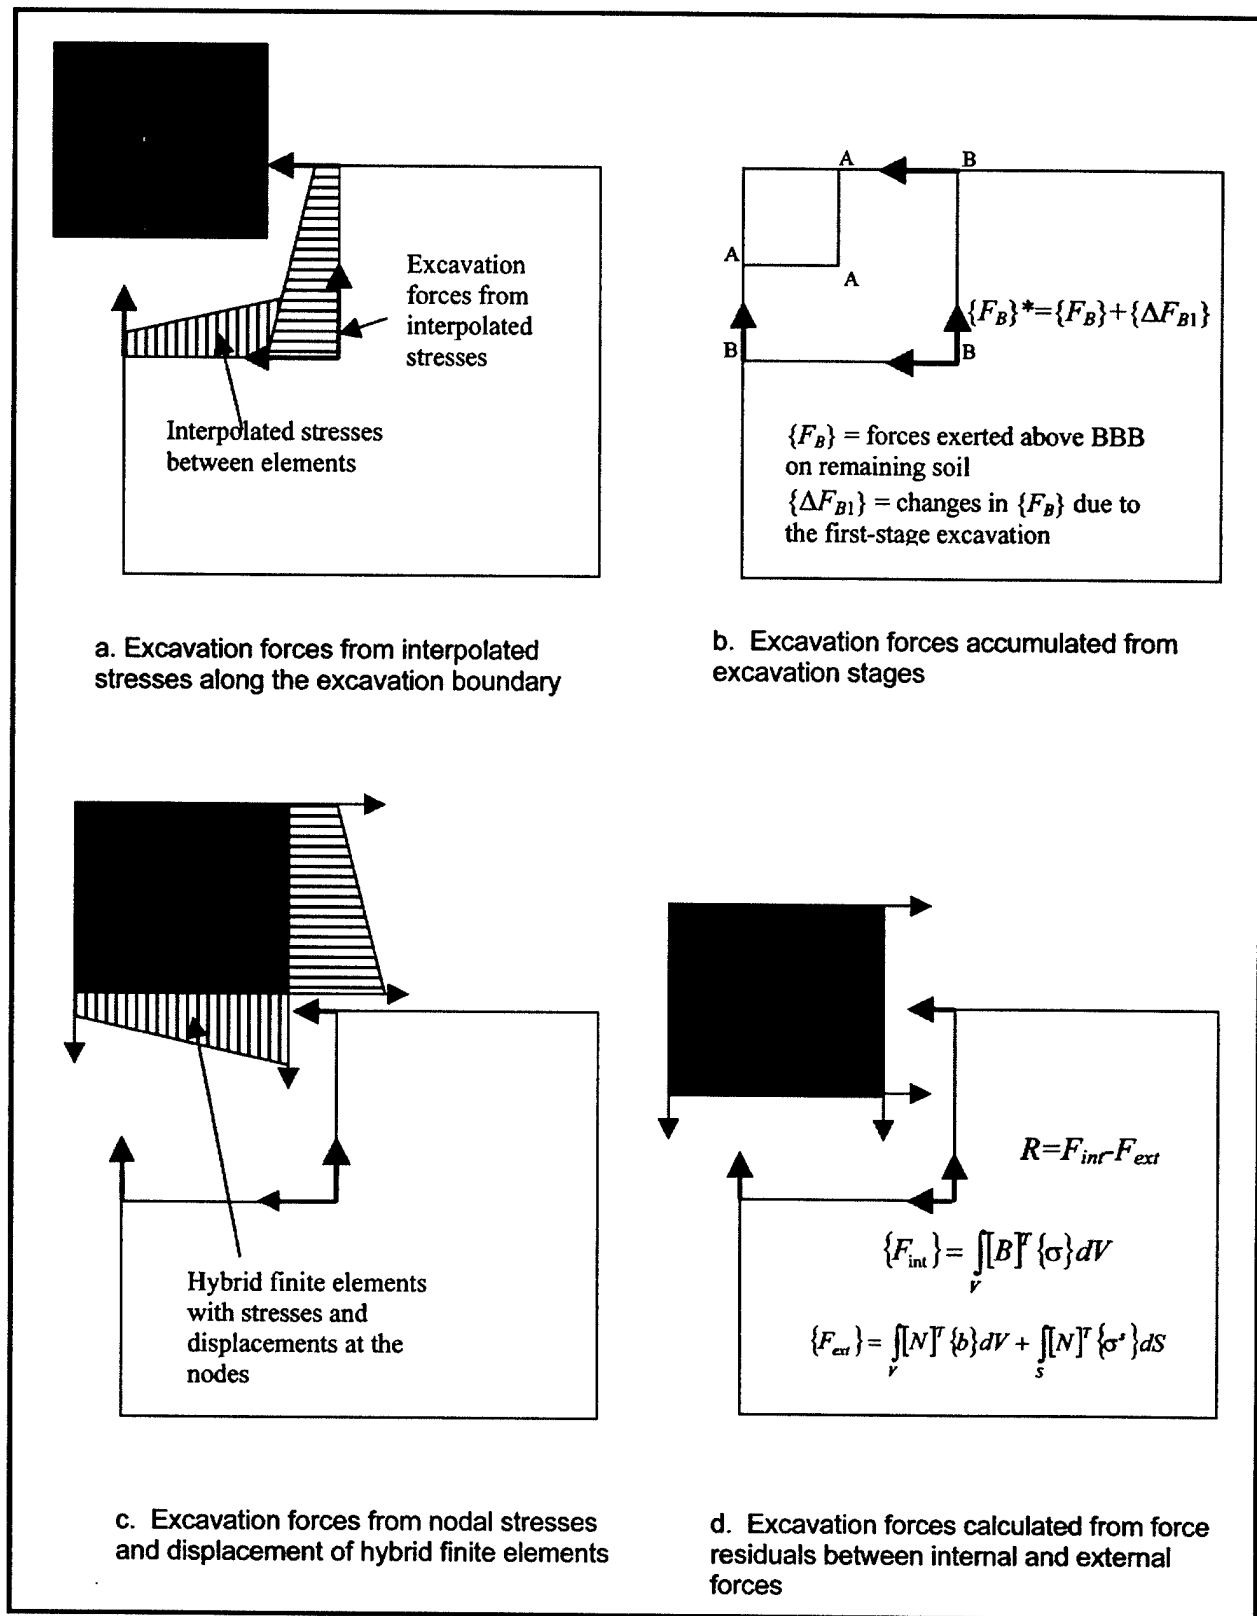 Excavation
forces from
interpolated
stresses
Interpolated stresses
between elements
a. Excavation forces from interpolated
stresses along the excavation boundary
A
B
A
A
{F_B}*={F_B}+{ΔF_B1}
B
B
{F_B} = forces exerted above BBB
on remaining soil
{ΔF_B1} = changes in {F_B} due to
the first-stage excavation
b. Excavation forces accumulated from
excavation stages
Hybrid finite elements
with stresses and
displacements at the
nodes
c. Excavation forces from nodal stresses
and displacement of hybrid finite elements
R=F_int-F_ext
{F_int} = ∫_V [B]^T {σ} dV
{F_ext} = ∫_V [N]^T {b} dV + ∫_S [N]^T {σ^s} dS
d. Excavation forces calculated from force
residuals between internal and external
forces